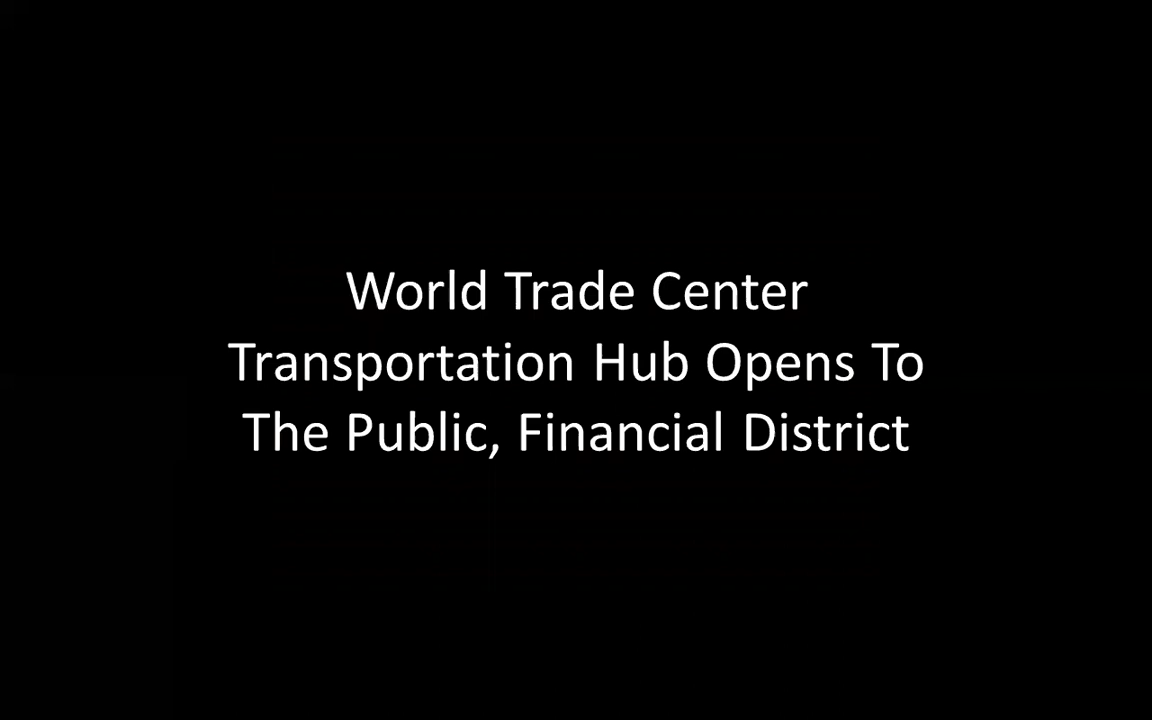 World Trade Center
Transportation Hub Opens To
The Public, Financial District